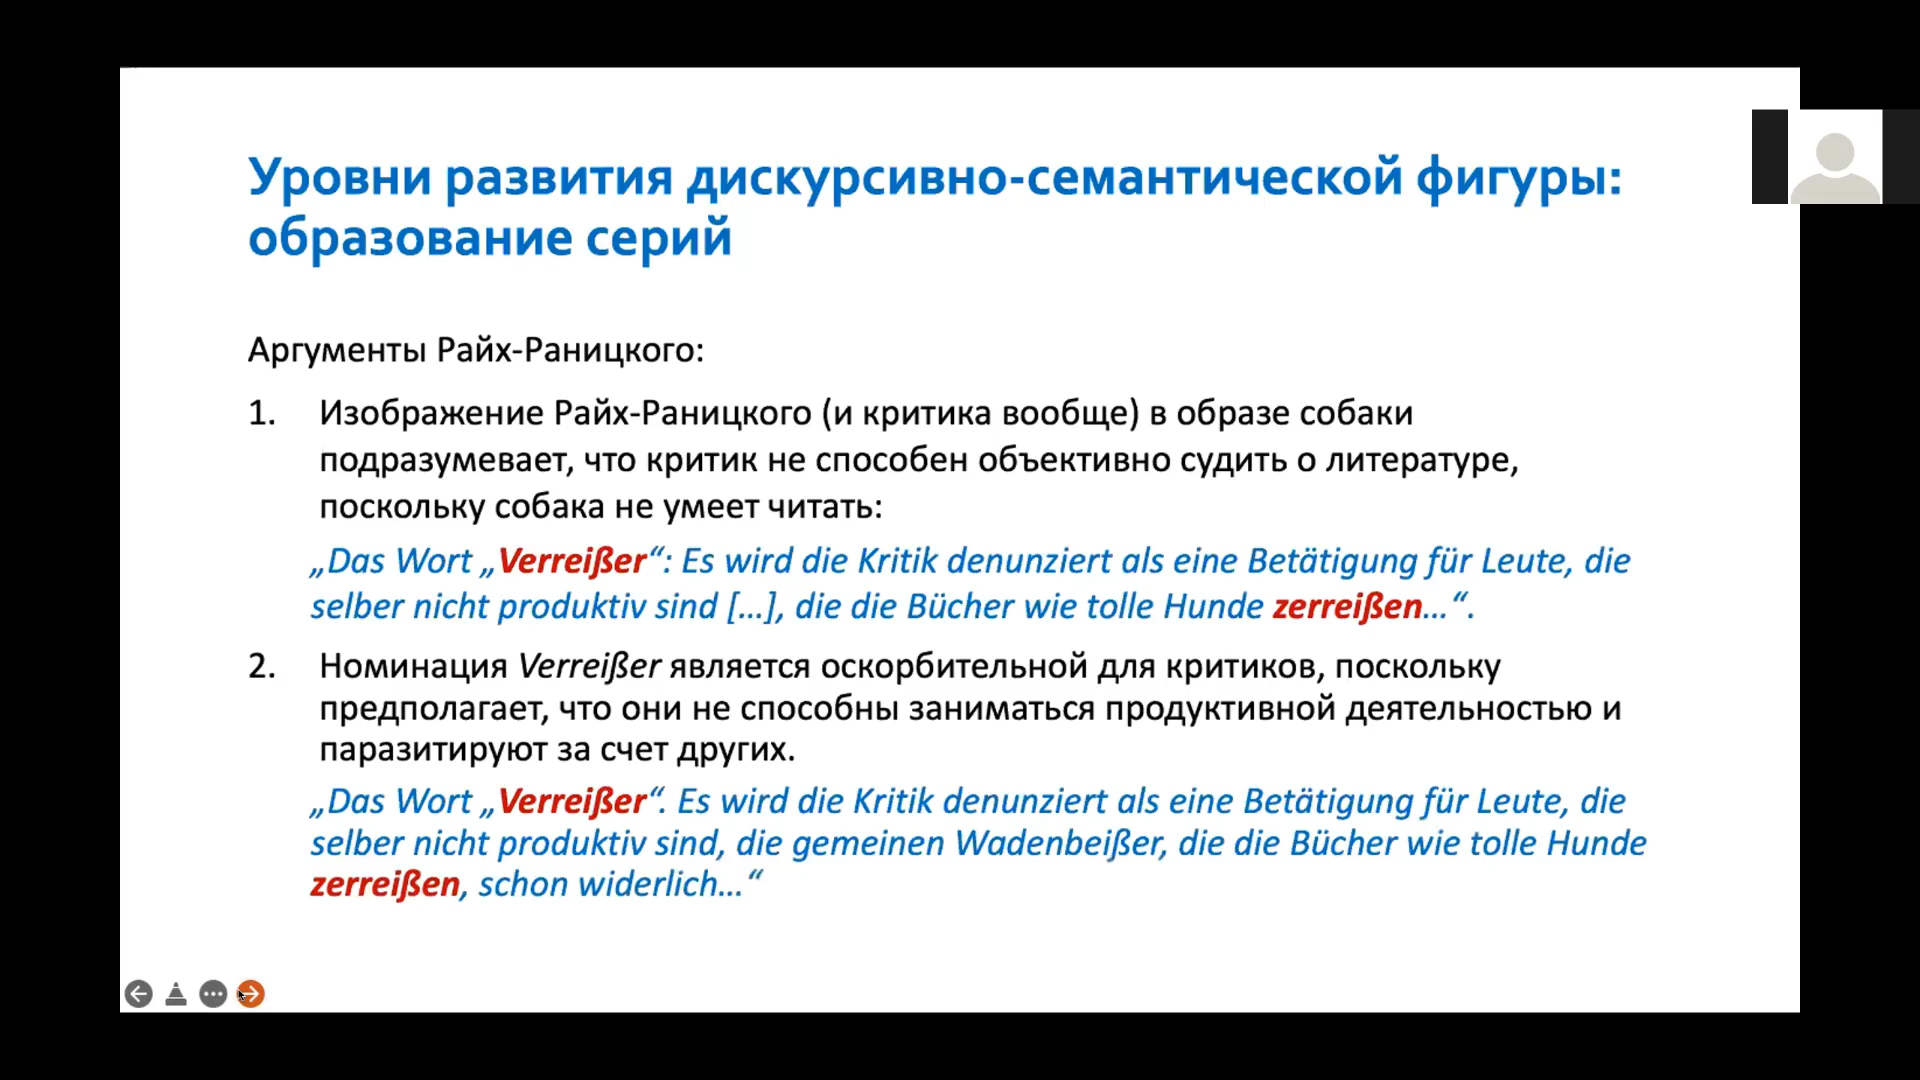 Уровни развития дискурсивно-семантической фигуры:
образование серий
Аргументы Райх-Раницкого:
1. Изображение Райх-Раницкого (и критика вообще) в образе собаки
подразумевает, что критик не способен объективно судить о литературе,
поскольку собака не умеет читать:
„Das Wort „Verreißer“: Es wird die Kritik denunziert als eine Betätigung für Leute, die
selber nicht produktiv sind […], die die Bücher wie tolle Hunde zerreißen…“.
2. Номинация Verreißer является оскорбительной для критиков, поскольку
предполагает, что они не способны заниматься продуктивной деятельностью и
паразитируют за счет других.
„Das Wort „Verreißer“. Es wird die Kritik denunziert als eine Betätigung für Leute, die
selber nicht produktiv sind, die gemeinen Wadenbeißer, die die Bücher wie tolle Hunde
zerreißen, schon widerlich…“